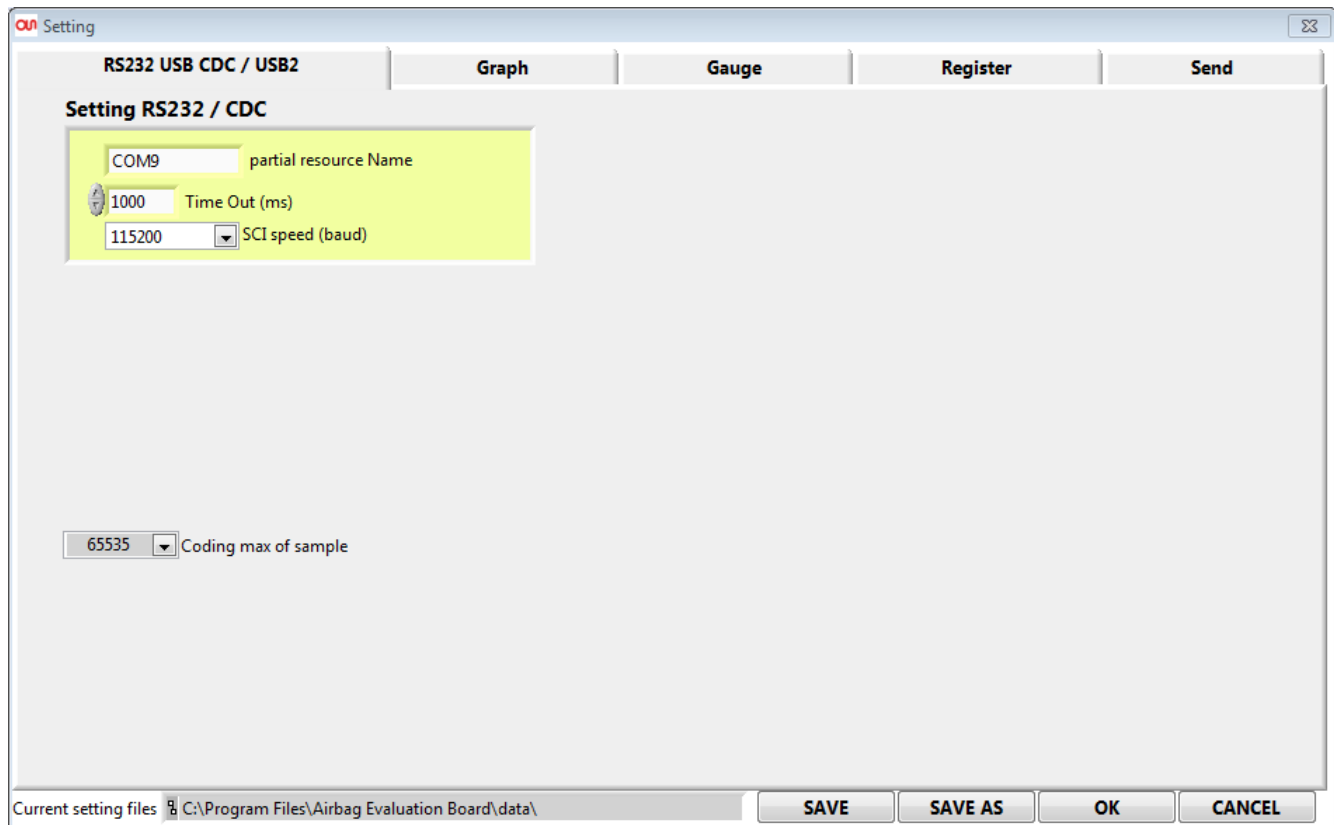 Setting
RS232 USB CDC / USB2 Graph Gauge Register Send
Setting RS232 / CDC
COM9 partial resource Name
1000 Time Out (ms)
115200 SCI speed (baud)
65535 Coding max of sample
Current setting files C:\Program Files\Airbag Evaluation Board\data\ SAVE SAVE AS OK CANCEL